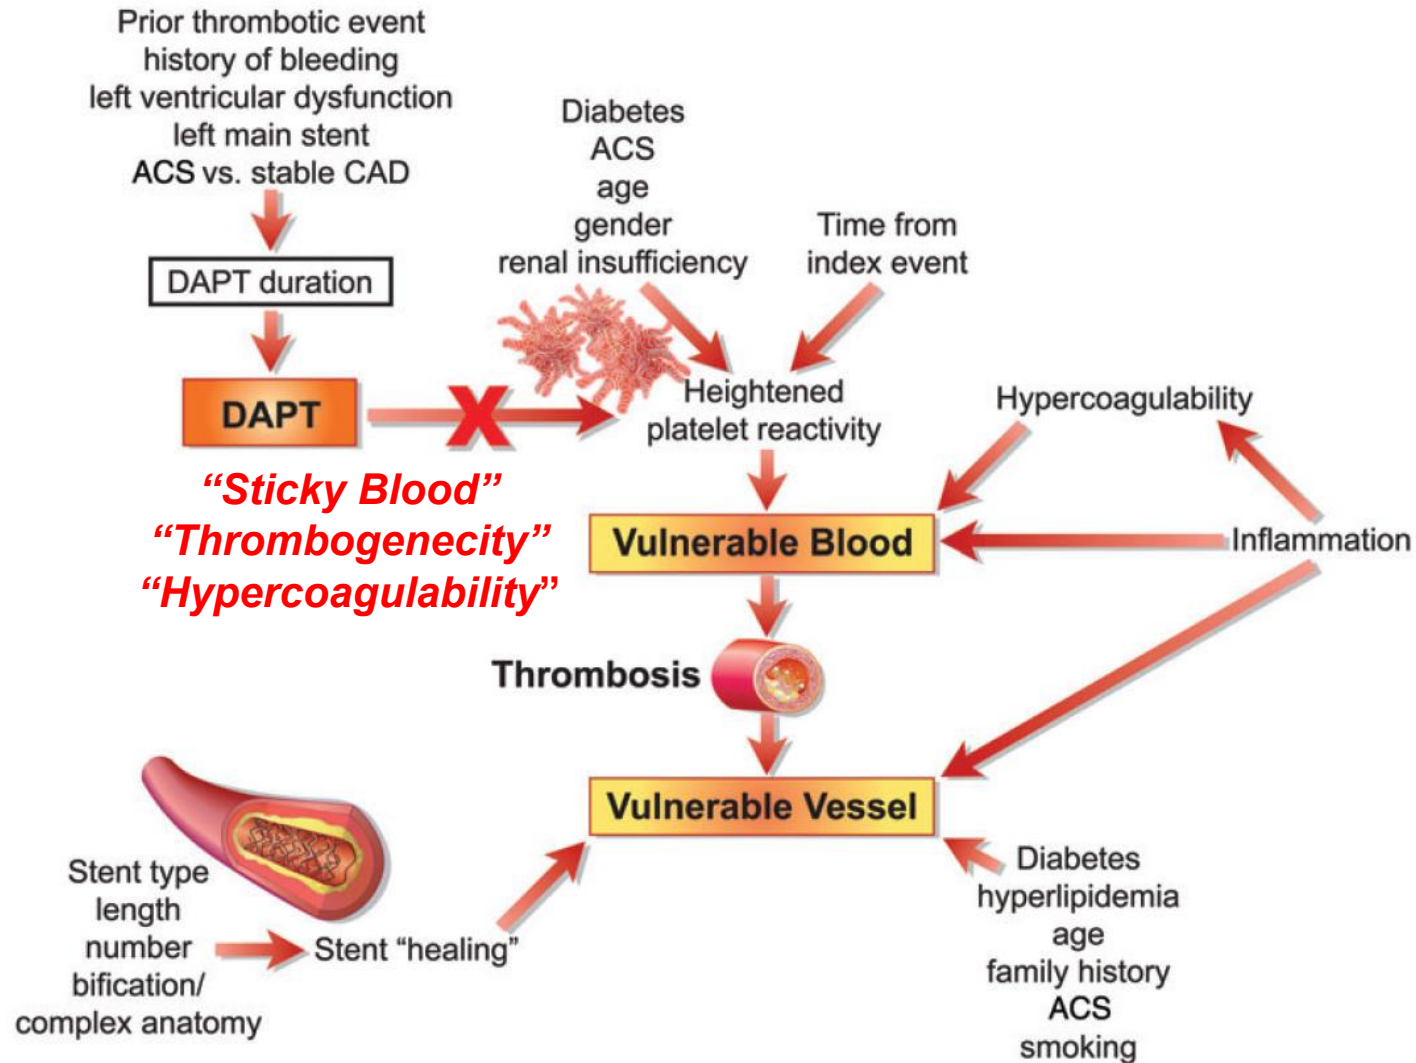 Prior thrombotic event
history of bleeding
left ventricular dysfunction
left main stent
ACS vs. stable CAD
DAPT duration
DAPT
Diabetes
ACS
age
gender
renal insufficiency
Time from
index event
Heightened
platelet reactivity
Hypercoagulability
“Sticky Blood”
“Thrombogenecity”
“Hypercoagulability”
Vulnerable Blood
Inflammation
Thrombosis
Vulnerable Vessel
Stent type
length
number
bification/
complex anatomy
Stent “healing”
Diabetes
hyperlipidemia
age
family history
ACS
smoking